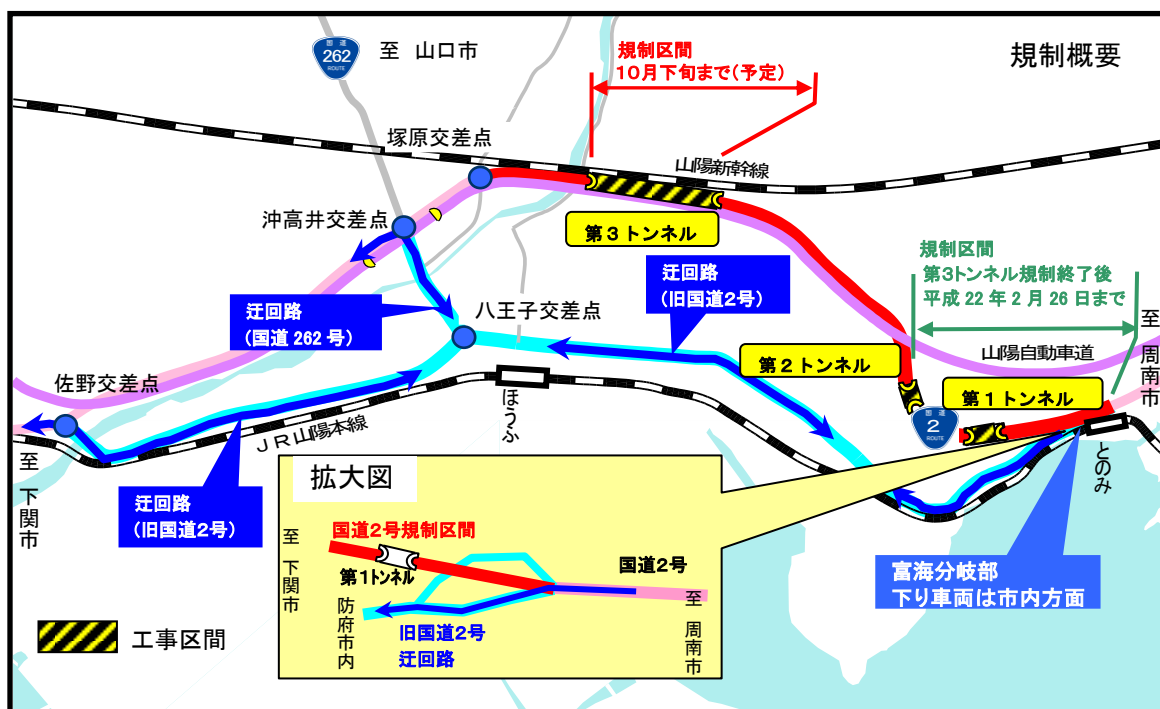 規制概要
国道
262
ROUTE
至 山口市
規制区間
10月下旬まで(予定)
塚原交差点
山陽新幹線
沖高井交差点
第3トンネル
迂回路
(旧国道2号)
規制区間
第3トンネル規制終了後
平成22年2月26日まで
迂回路
(国道262号)
八王子交差点
至 周南市
山陽自動車道
第2トンネル
佐野交差点
第1トンネル
ほうふ
国道
2
ROUTE
JR山陽本線
とのみ
至 下関市
迂回路
(旧国道2号)
拡大図
国道2号規制区間
至 下関市
第1トンネル
国道2号
防府市内
至 周南市
旧国道2号
迂回路
富海分岐部
下り車両は市内方面
工事区間